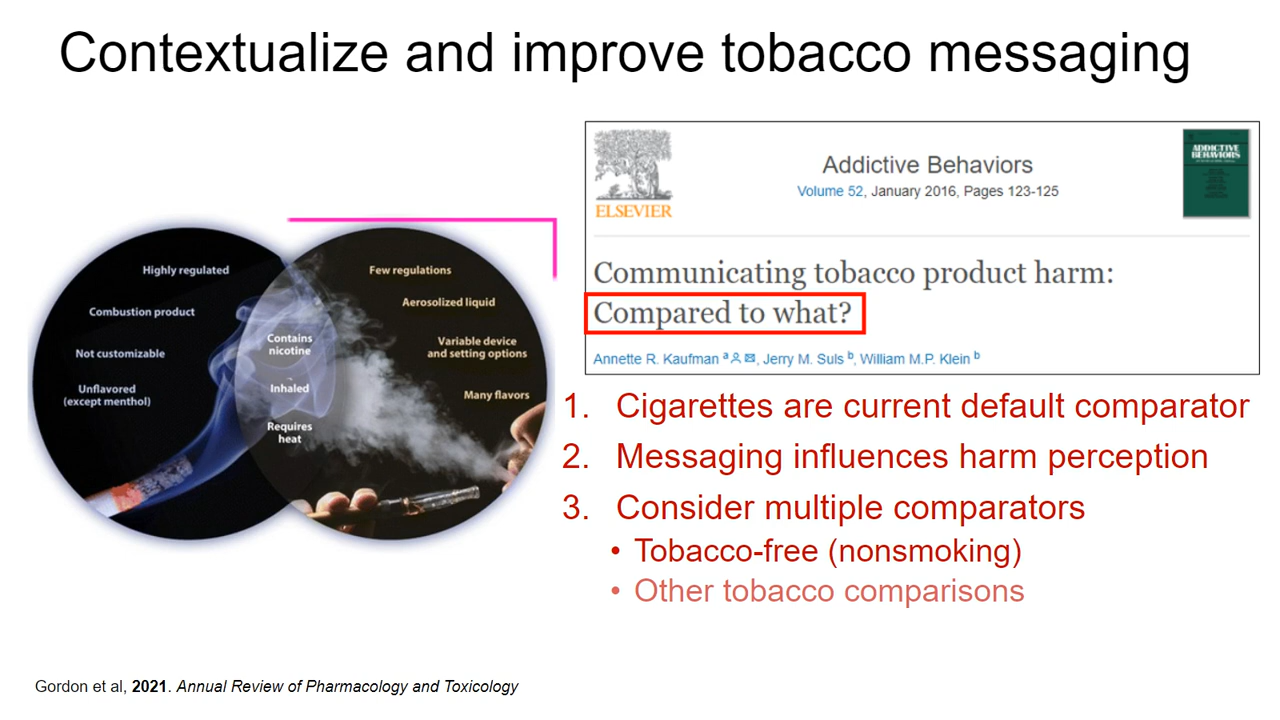 Contextualize and improve tobacco messaging
Highly regulated
Combustion product
Not customizable
Unflavored
(except menthol)
Contains
nicotine
Inhaled
Requires
heat
Few regulations
Aerosolized liquid
Variable device
and setting options
Many flavors
ELSEVIER
Addictive Behaviors
Volume 52, January 2016, Pages 123-125
ADDICTIVE
BEHAVIORS
Communicating tobacco product harm:
Compared to what?
Annette R. Kaufman a, Jerry M. Suls b, William M.P. Klein b
1. Cigarettes are current default comparator
2. Messaging influences harm perception
3. Consider multiple comparators
• Tobacco-free (nonsmoking)
• Other tobacco comparisons
Gordon et al, 2021. Annual Review of Pharmacology and Toxicology